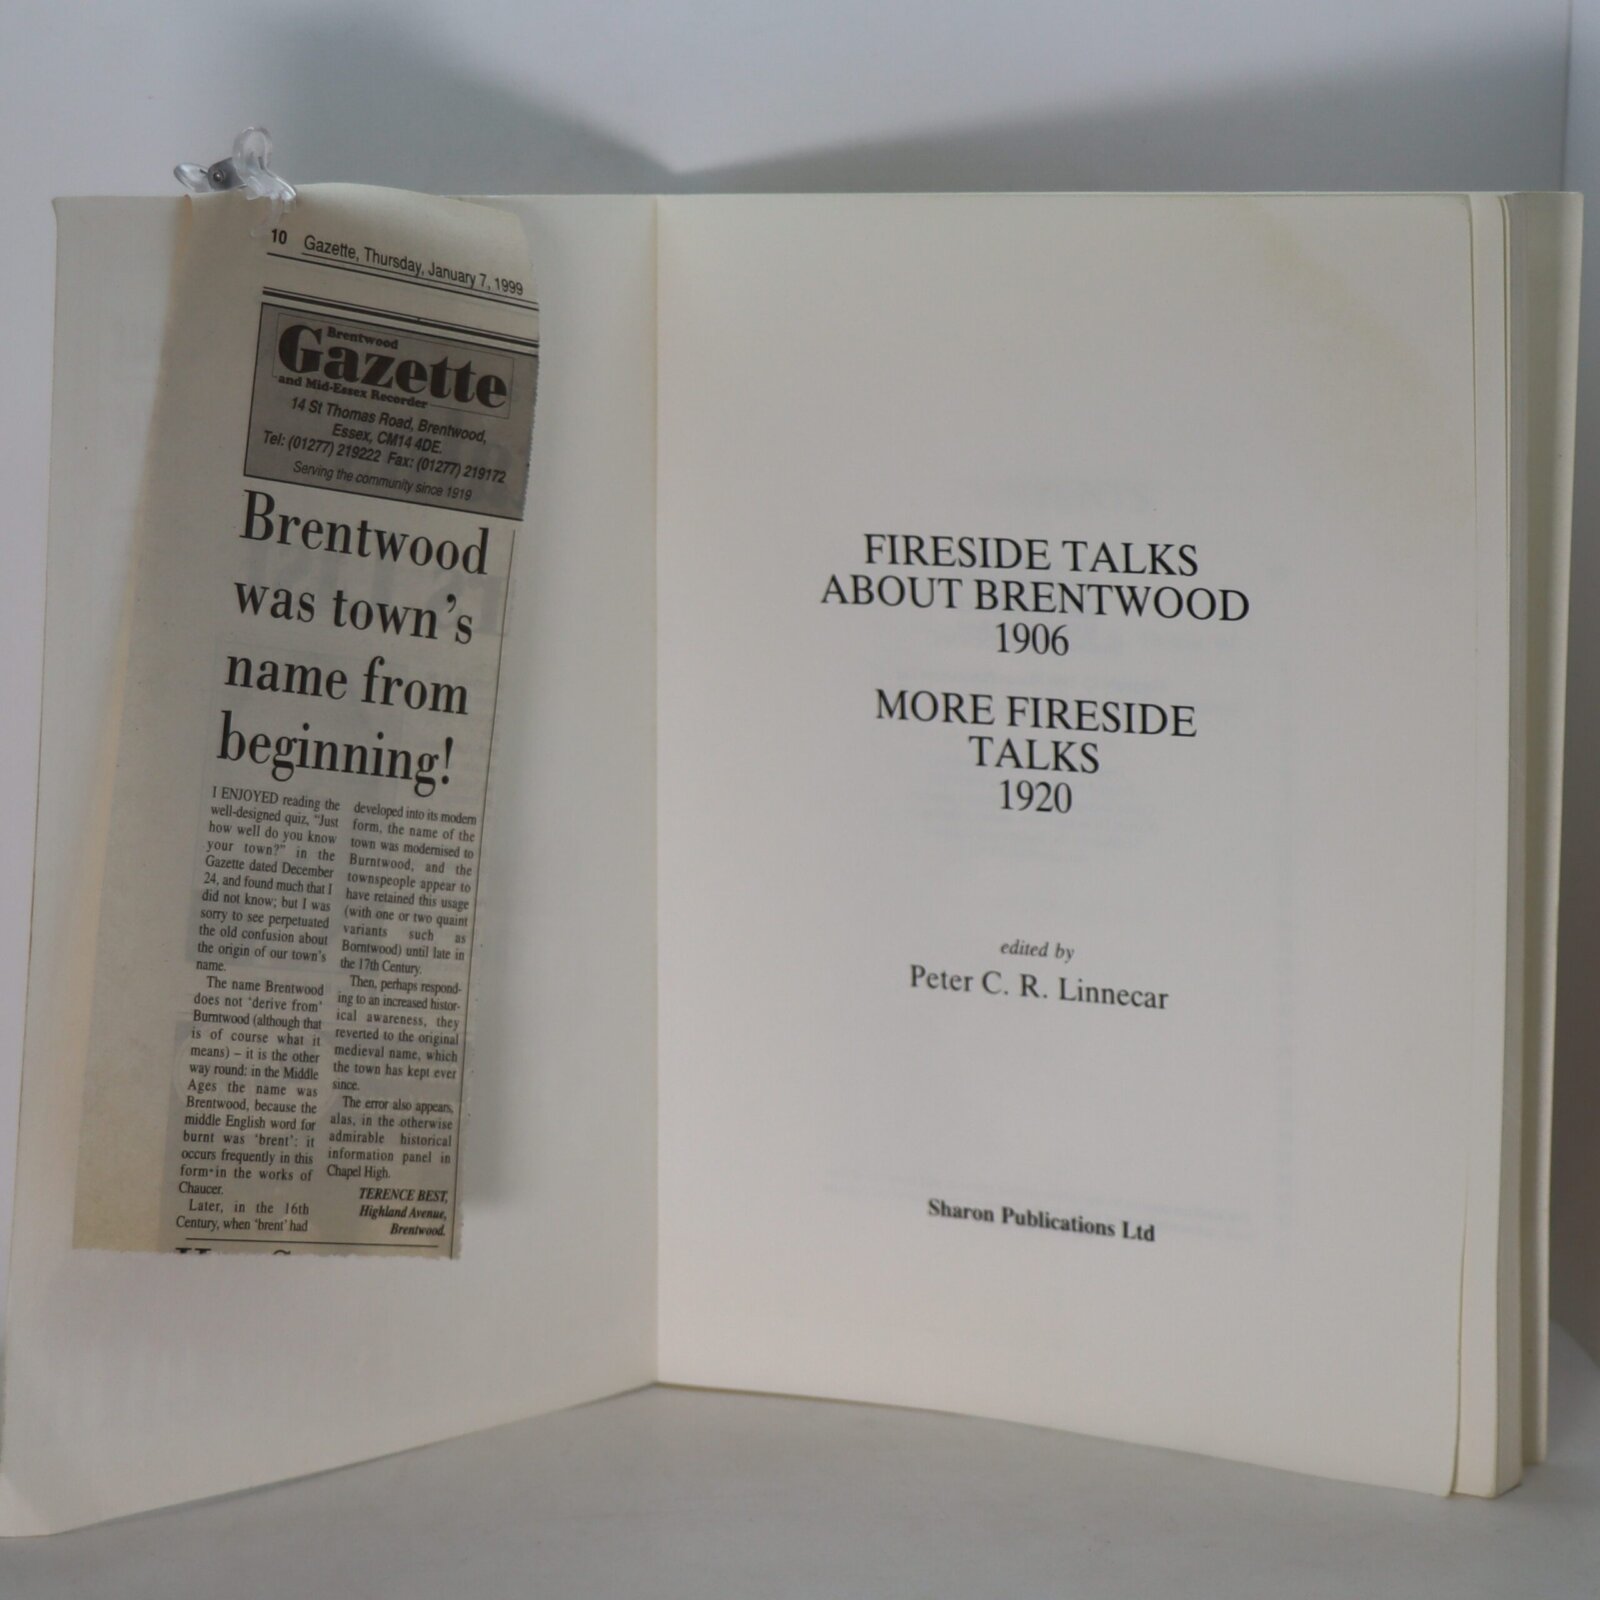 10 Gazette, Thursday, January 7, 1999
Brentwood
Gazette
and Mid-Essex Recorder
14 St Thomas Road, Brentwood,
Essex, CM14 4DE.
Tel: (01277) 219222 Fax: (01277) 219172
Serving the community since 1919
Brentwood
was town's
name from
beginning!
I ENJOYED reading the
well-designed quiz, "Just
how well do you know
your town?" in the
Gazette dated December
24, and found much that I
did not know; but I was
sorry to see perpetuated
the old confusion about
the origin of our town's
name.
The name Brentwood
does not 'derive from'
Burntwood (although that
is of course what it
means) – it is the other
way round: in the Middle
Ages the name was
Brentwood, because the
middle English word for
burnt was 'brent': it
occurs frequently in this
form in the works of
Chaucer.
Later, in the 16th
Century, when 'brent' had
developed into its modern
form, the name of the
town was modernised to
Burntwood, and the
townspeople appear to
have retained this usage
(with one or two quaint
variants such as
Borntwood) until late in
the 17th Century.
Then, perhaps respond-
ing to an increased histor-
ical awareness, they
reverted to the original
medieval name, which
the town has kept ever
since.
The error also appears,
alas, in the otherwise
admirable historical
information panel in
Chapel High.
TERENCE BEST,
Highland Avenue,
Brentwood.
FIRESIDE TALKS
ABOUT BRENTWOOD
1906
MORE FIRESIDE
TALKS
1920
edited by
Peter C. R. Linnecar
Sharon Publications Ltd